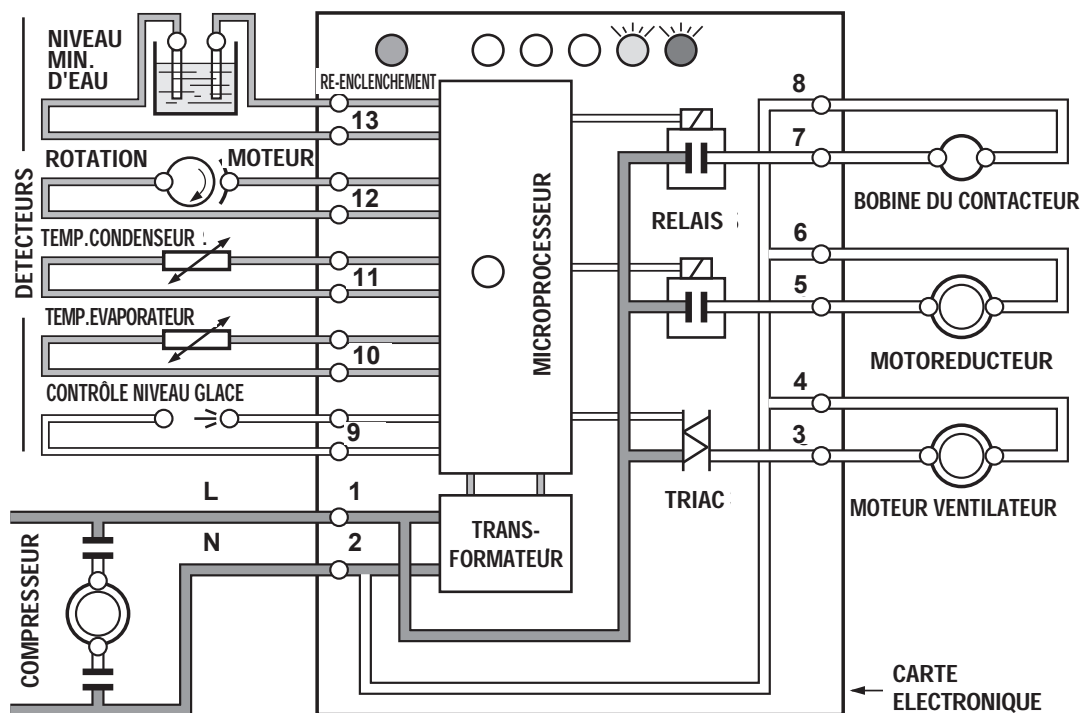 NIVEAU
MIN.
D'EAU
RE-ENCLENCHEMENT
13
ROTATION MOTEUR
12
DETECTEURS
TEMP.CONDENSEUR
11
TEMP.EVAPORATEUR
10
CONTRÔLE NIVEAU GLACE
9
L
1
N
2
COMPRESSEUR
MICROPROCESSEUR
TRANS-
FORMATEUR
RELAIS
TRIAC
8
7
BOBINE DU CONTACTEUR
6
5
MOTOREDUCTEUR
4
3
MOTEUR VENTILATEUR
CARTE
ELECTRONIQUE